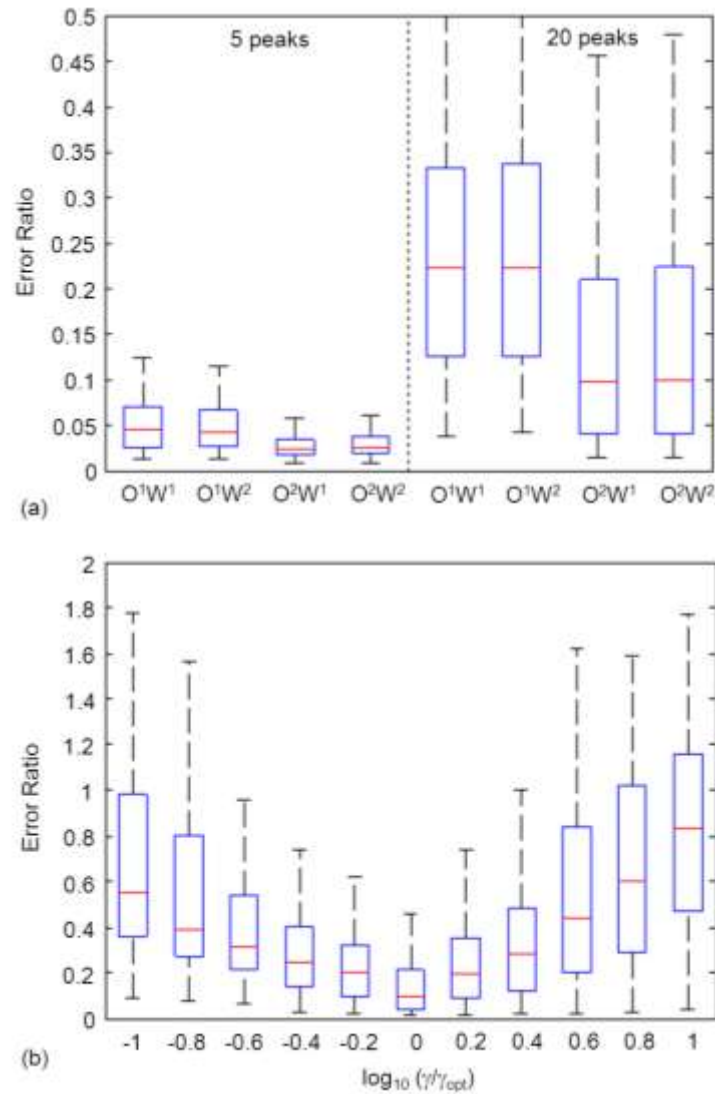 0.5
5 peaks
20 peaks
0.45
0.4
0.35
0.3
0.25
0.2
0.15
0.1
0.05
0
Error Ratio
O¹W¹ O¹W² O²W¹ O²W² O¹W¹ O¹W² O²W¹ O²W²
(a)
2
1.8
1.6
1.4
1.2
1
0.8
0.6
0.4
0.2
0
Error Ratio
-1 -0.8 -0.6 -0.4 -0.2 0 0.2 0.4 0.6 0.8 1
(b)
log₁₀ (γ/γₒₚₜ)